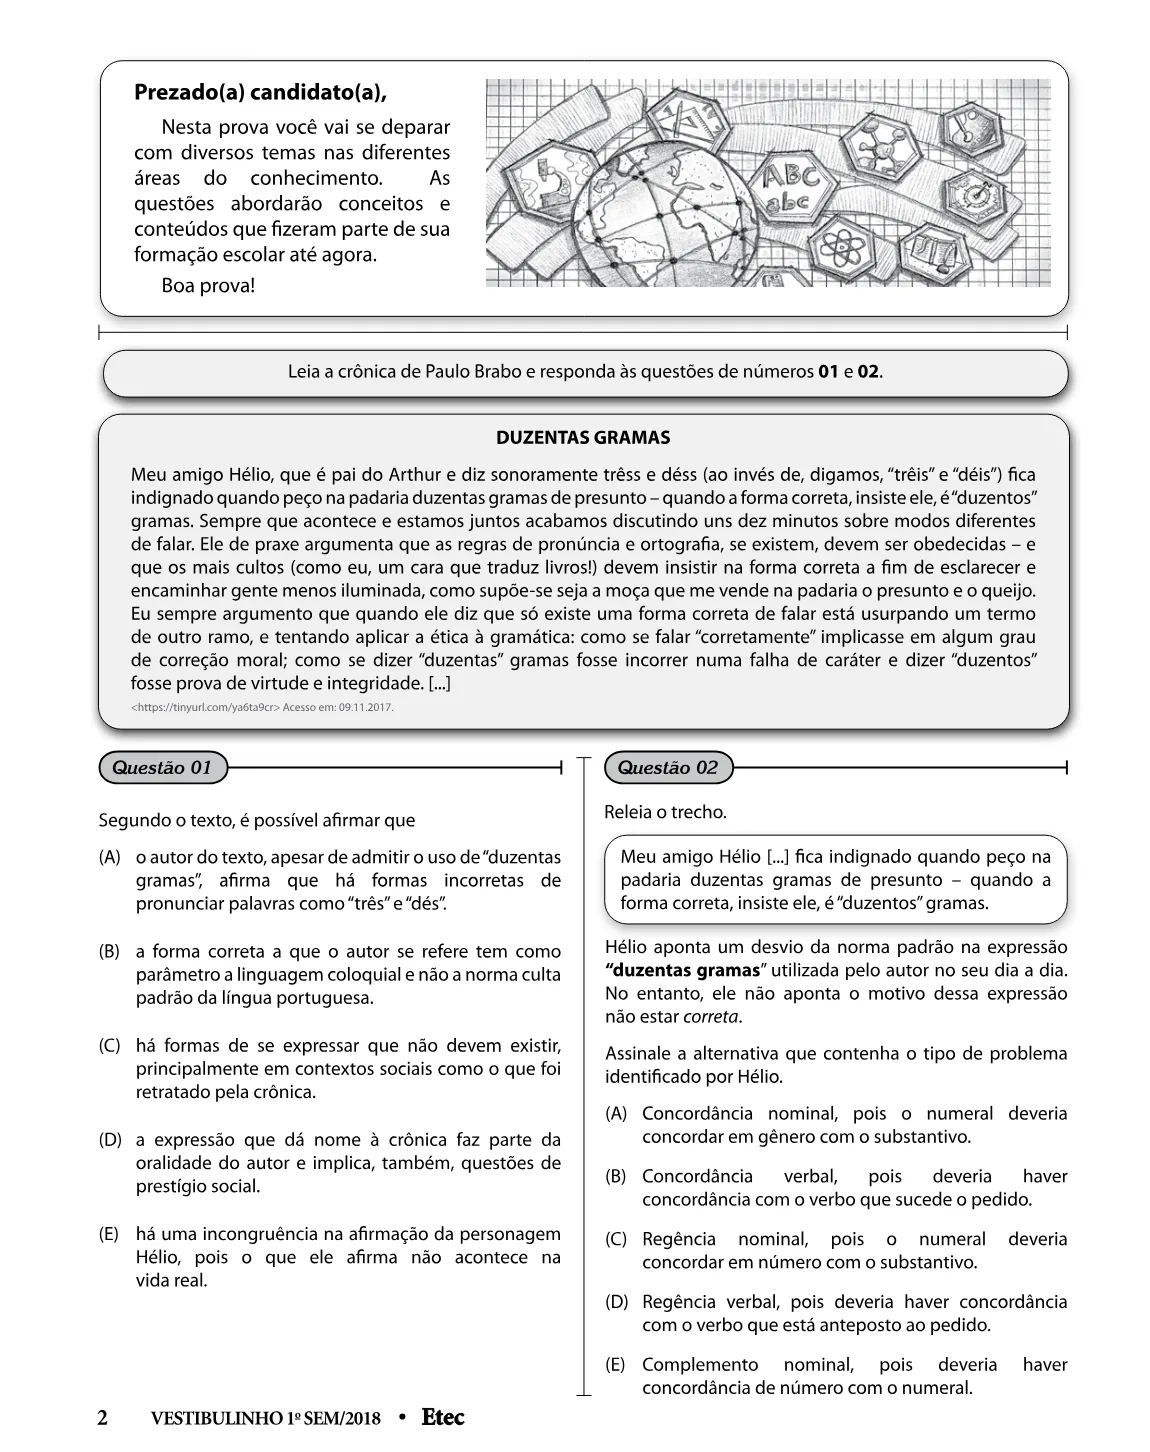 Prezado(a) candidato(a),
Nesta prova você vai se deparar
com diversos temas nas diferentes
áreas do conhecimento. As
questões abordarão conceitos e
conteúdos que fizeram parte de sua
formação escolar até agora.
Boa prova!
ABC
abc
Leia a crônica de Paulo Brabo e responda às questões de números 01 e 02.
DUZENTAS GRAMAS
Meu amigo Hélio, que é pai do Arthur e diz sonoramente trêss e déss (ao invés de, digamos, “trêis” e “déis”) fica
indignado quando peço na padaria duzentas gramas de presunto – quando a forma correta, insiste ele, é “duzentos”
gramas. Sempre que acontece e estamos juntos acabamos discutindo uns dez minutos sobre modos diferentes
de falar. Ele de praxe argumenta que as regras de pronúncia e ortografia, se existem, devem ser obedecidas – e
que os mais cultos (como eu, um cara que traduz livros!) devem insistir na forma correta a fim de esclarecer e
encaminhar gente menos iluminada, como supõe-se seja a moça que me vende na padaria o presunto e o queijo.
Eu sempre argumento que quando ele diz que só existe uma forma correta de falar está usurpando um termo
de outro ramo, e tentando aplicar a ética à gramática: como se falar “corretamente” implicasse em algum grau
de correção moral; como se dizer “duzentas” gramas fosse incorrer numa falha de caráter e dizer “duzentos”
fosse prova de virtude e integridade. [...]
<https://tinyurl.com/ya6ta9cr> Acesso em: 09.11.2017.
Questão 01
Segundo o texto, é possível afirmar que
(A) o autor do texto, apesar de admitir o uso de “duzentas
gramas”, afirma que há formas incorretas de
pronunciar palavras como “três” e “dés”.
(B) a forma correta a que o autor se refere tem como
parâmetro a linguagem coloquial e não a norma culta
padrão da língua portuguesa.
(C) há formas de se expressar que não devem existir,
principalmente em contextos sociais como o que foi
retratado pela crônica.
(D) a expressão que dá nome à crônica faz parte da
oralidade do autor e implica, também, questões de
prestígio social.
(E) há uma incongruência na afirmação da personagem
Hélio, pois o que ele afirma não acontece na
vida real.
Questão 02
Releia o trecho.
Meu amigo Hélio [...] fica indignado quando peço na
padaria duzentas gramas de presunto – quando a
forma correta, insiste ele, é “duzentos” gramas.
Hélio aponta um desvio da norma padrão na expressão
“duzentas gramas” utilizada pelo autor no seu dia a dia.
No entanto, ele não aponta o motivo dessa expressão
não estar correta.
Assinale a alternativa que contenha o tipo de problema
identificado por Hélio.
(A) Concordância nominal, pois o numeral deveria
concordar em gênero com o substantivo.
(B) Concordância verbal, pois deveria haver
concordância com o verbo que sucede o pedido.
(C) Regência nominal, pois o numeral deveria
concordar em número com o substantivo.
(D) Regência verbal, pois deveria haver concordância
com o verbo que está anteposto ao pedido.
(E) Complemento nominal, pois deveria haver
concordância de número com o numeral.
2 VESTIBULINHO 1º SEM/2018 • Etec